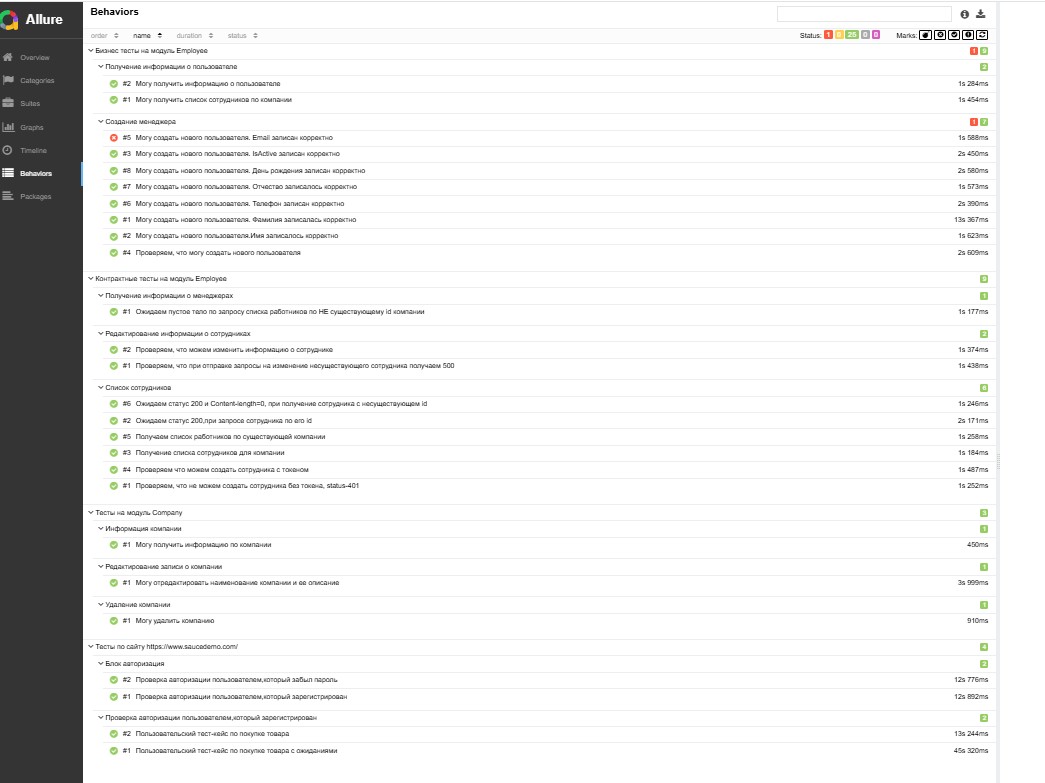 Allure
Overview
Categories
Suites
Graphs
Timeline
Behaviors
Packages
Behaviors
order name duration status Status: 1 0 25 0 0 Marks:
Бизнес тесты на модуль Employee 1 9
Получение информации о пользователе 2
#2 Могу получить информацию о пользователе 1s 284ms
#1 Могу получить список сотрудников по компании 1s 454ms
Создание менеджера 1 7
#5 Могу создать нового пользователя. Email записан корректно 1s 588ms
#3 Могу создать нового пользователя. IsActive записан корректно 2s 450ms
#8 Могу создать нового пользователя. День рождения записан корректно 2s 580ms
#7 Могу создать нового пользователя. Отчество записалось корректно 1s 573ms
#6 Могу создать нового пользователя. Телефон записан корректно 2s 390ms
#1 Могу создать нового пользователя. Фамилия записалась корректно 13s 367ms
#2 Могу создать нового пользователя.Имя записалось корректно 1s 623ms
#4 Проверяем, что могу создать нового пользователя 2s 609ms
Контрактные тесты на модуль Employee 9
Получение информации о менеджерах 1
#1 Ожидаем пустое тело по запросу списка работников по НЕ существующему id компании 1s 177ms
Редактирование информации о сотрудниках 2
#2 Проверяем, что можем изменить информацию о сотруднике 1s 374ms
#1 Проверяем, что при отправке запросы на изменение несуществующего сотрудника получаем 500 1s 438ms
Список сотрудников 6
#6 Ожидаем статус 200 и Content-length=0, при получение сотрудника с несуществующем id 1s 246ms
#2 Ожидаем статус 200,при запросе сотрудника по его id 2s 171ms
#5 Получаем список работников по существующей компании 1s 258ms
#3 Получение списка сотрудников для компании 1s 184ms
#4 Проверяем что можем создать сотрудника с токеном 1s 487ms
#1 Проверяем, что не можем создать сотрудника без токена, status-401 1s 252ms
Тесты на модуль Company 3
Информация компании 1
#1 Могу получить информацию по компании 450ms
Редактирование записи о компании 1
#1 Могу отредактировать наименование компании и ее описание 3s 999ms
Удаление компании 1
#1 Могу удалить компанию 910ms
Тесты по сайту https://www.saucedemo.com/ 4
Блок авторизация 2
#2 Проверка авторизации пользователем,который забыл пароль 12s 776ms
#1 Проверка авторизации пользователем,который зарегистрирован 12s 892ms
Проверка авторизации пользователем,который зарегистрирован 2
#2 Пользовательский тест-кейс по покупке товара 13s 244ms
#1 Пользовательский тест-кейс по покупке товара с ожиданиями 45s 320ms